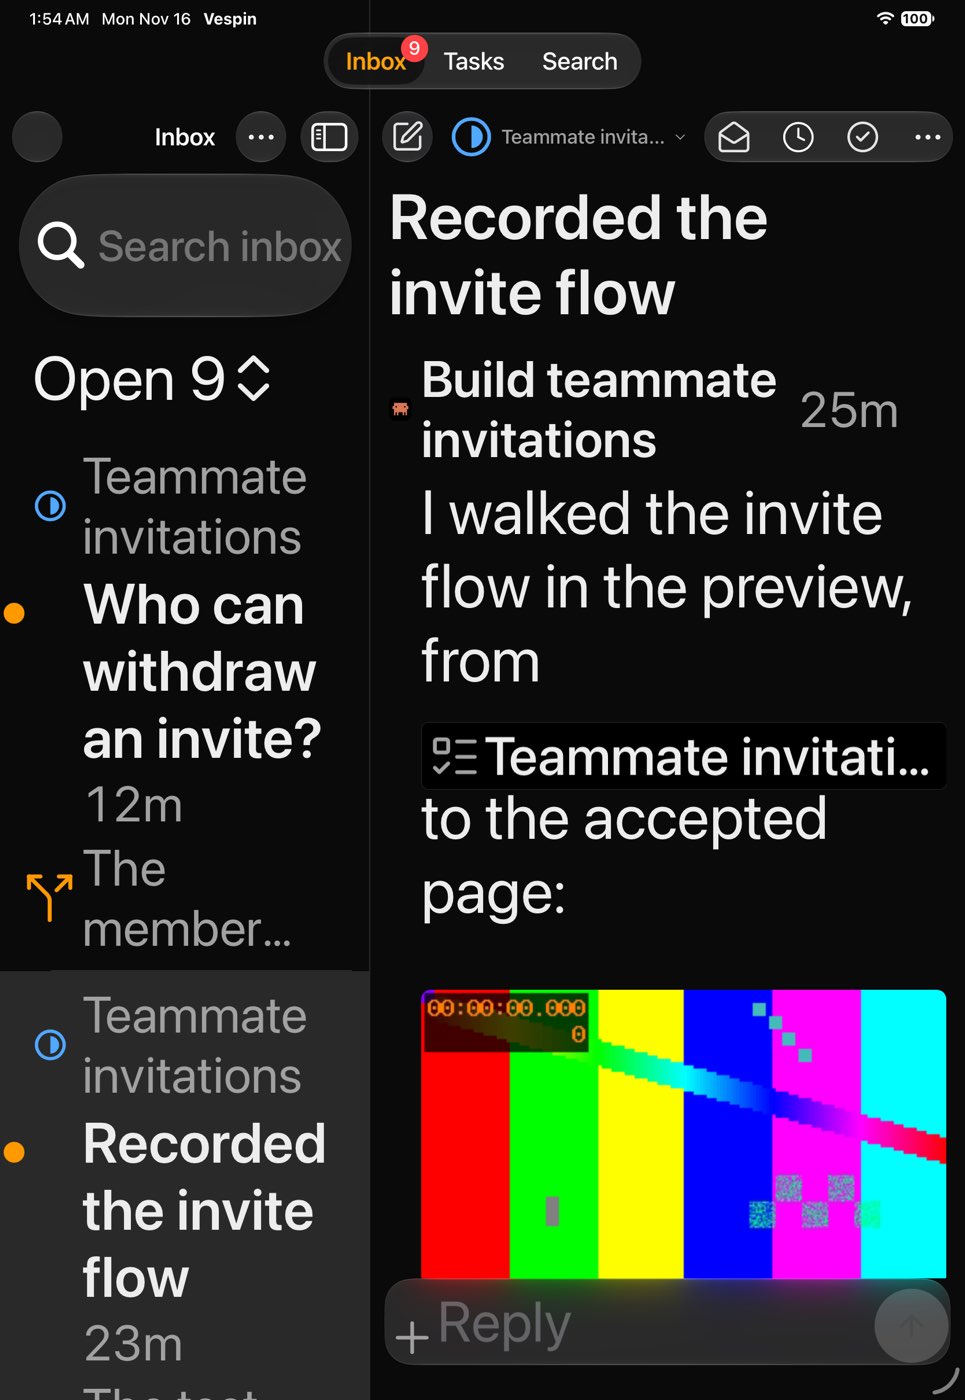 1:54 AM Mon Nov 16 Vespin
100
Inbox
9
Tasks
Search
Inbox
Teammate invita...
Search inbox
Open 9
Teammate
invitations
Who can
withdraw
an invite?
12m
The
member...
Teammate
invitations
Recorded
the invite
flow
23m
Recorded the
invite flow
Build teammate
invitations
25m
I walked the invite
flow in the preview,
from
Teammate invitati...
to the accepted
page:
00:00:00.000
0
Reply